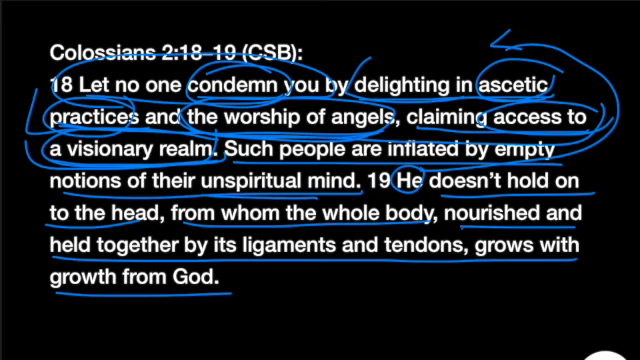 Colossians 2:18–19 (CSB):
18 Let no one condemn you by delighting in ascetic
practices and the worship of angels, claiming access to
a visionary realm. Such people are inflated by empty
notions of their unspiritual mind. 19 He doesn’t hold on
to the head, from whom the whole body, nourished and
held together by its ligaments and tendons, grows with
growth from God.